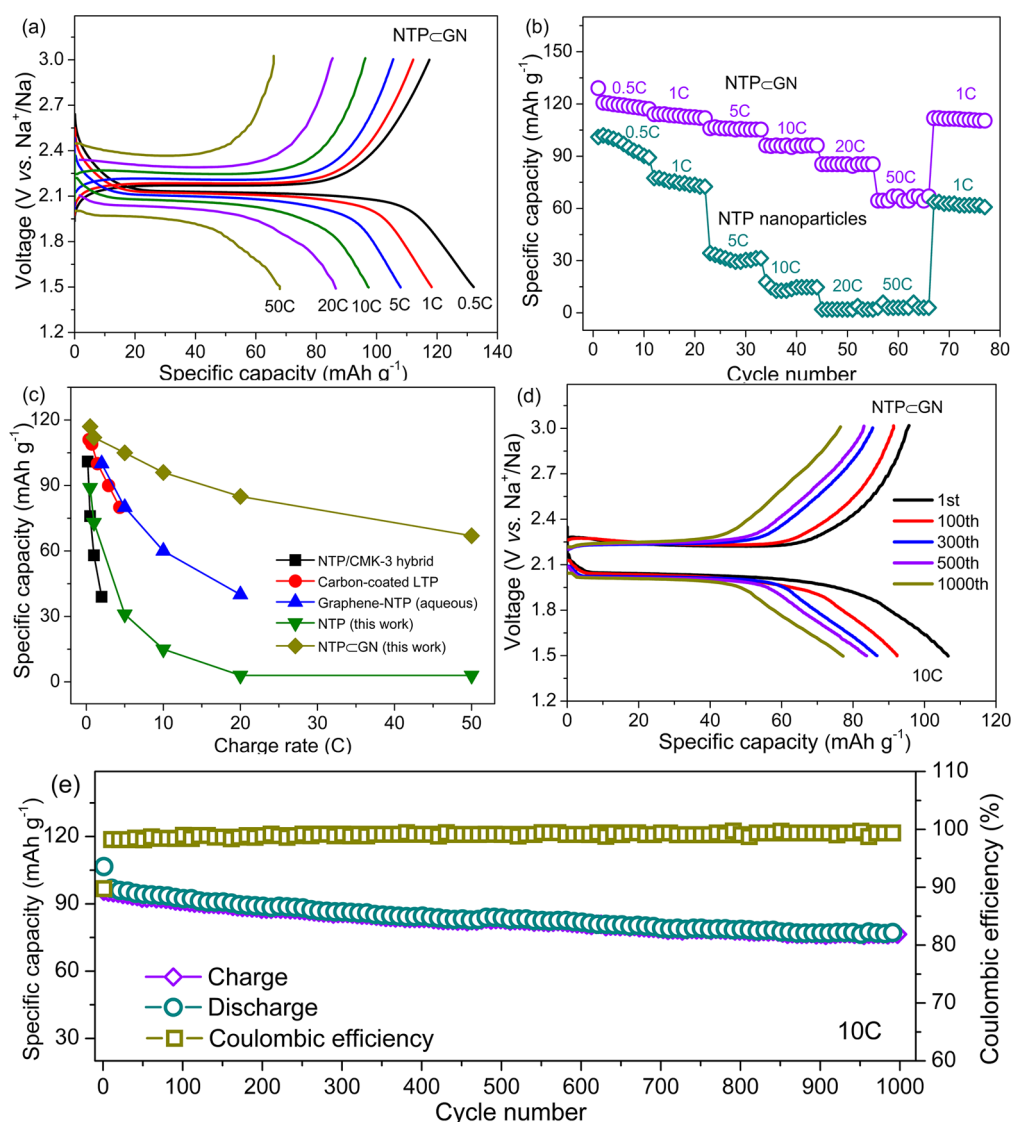 (a)
NTP⊂GN
3.0
2.7
2.4
2.1
1.8
1.5
1.2
Voltage (V vs. Na⁺/Na)
50C 20C 10C 5C 1C 0.5C
0 20 40 60 80 100 120 140
Specific capacity (mAh g⁻¹)
(b)
150
120
90
60
30
0
Specific capacity (mAh g⁻¹)
NTP⊂GN
0.5C 1C 5C 10C 20C 50C 1C
NTP nanoparticles
0.5C 1C 5C 10C 20C 50C 1C
0 10 20 30 40 50 60 70 80
Cycle number
(c)
120
90
60
30
0
Specific capacity (mAh g⁻¹)
NTP/CMK-3 hybrid
Carbon-coated LTP
Graphene-NTP (aqueous)
NTP (this work)
NTP⊂GN (this work)
0 10 20 30 40 50
Charge rate (C)
(d)
NTP⊂GN
3.0
2.7
2.4
2.1
1.8
1.5
1.2
Voltage (V vs. Na⁺/Na)
1st
100th
300th
500th
1000th
10C
0 20 40 60 80 100 120
Specific capacity (mAh g⁻¹)
(e)
120
90
60
30
Specific capacity (mAh g⁻¹)
110
100
90
80
70
60
Coulombic efficiency (%)
Charge
Discharge
Coulombic efficiency
10C
0 100 200 300 400 500 600 700 800 900 1000
Cycle number